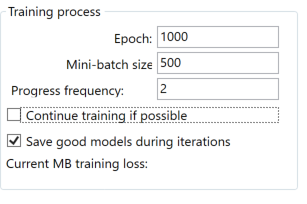 Training process
Epoch: 1000
Mini-batch size 500
Progress frequency: 2
Continue training if possible
Save good models during iterations
Current MB training loss: